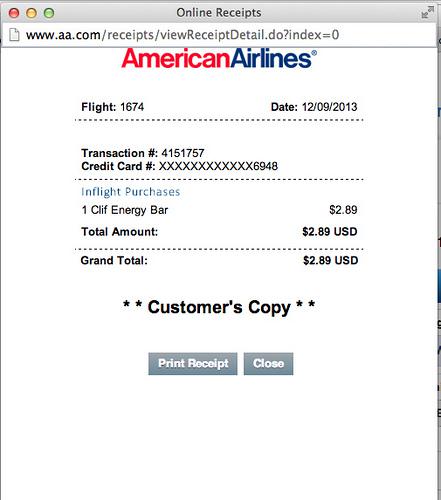 Online Receipts
www.aa.com/receipts/viewReceiptDetail.do?index=0
AmericanAirlines®
Flight: 1674 Date: 12/09/2013
Transaction #: 4151757
Credit Card #: XXXXXXXXXXXX6948
Inflight Purchases
1 Clif Energy Bar $2.89
Total Amount: $2.89 USD
Grand Total: $2.89 USD
* * Customer's Copy * *
Print Receipt Close